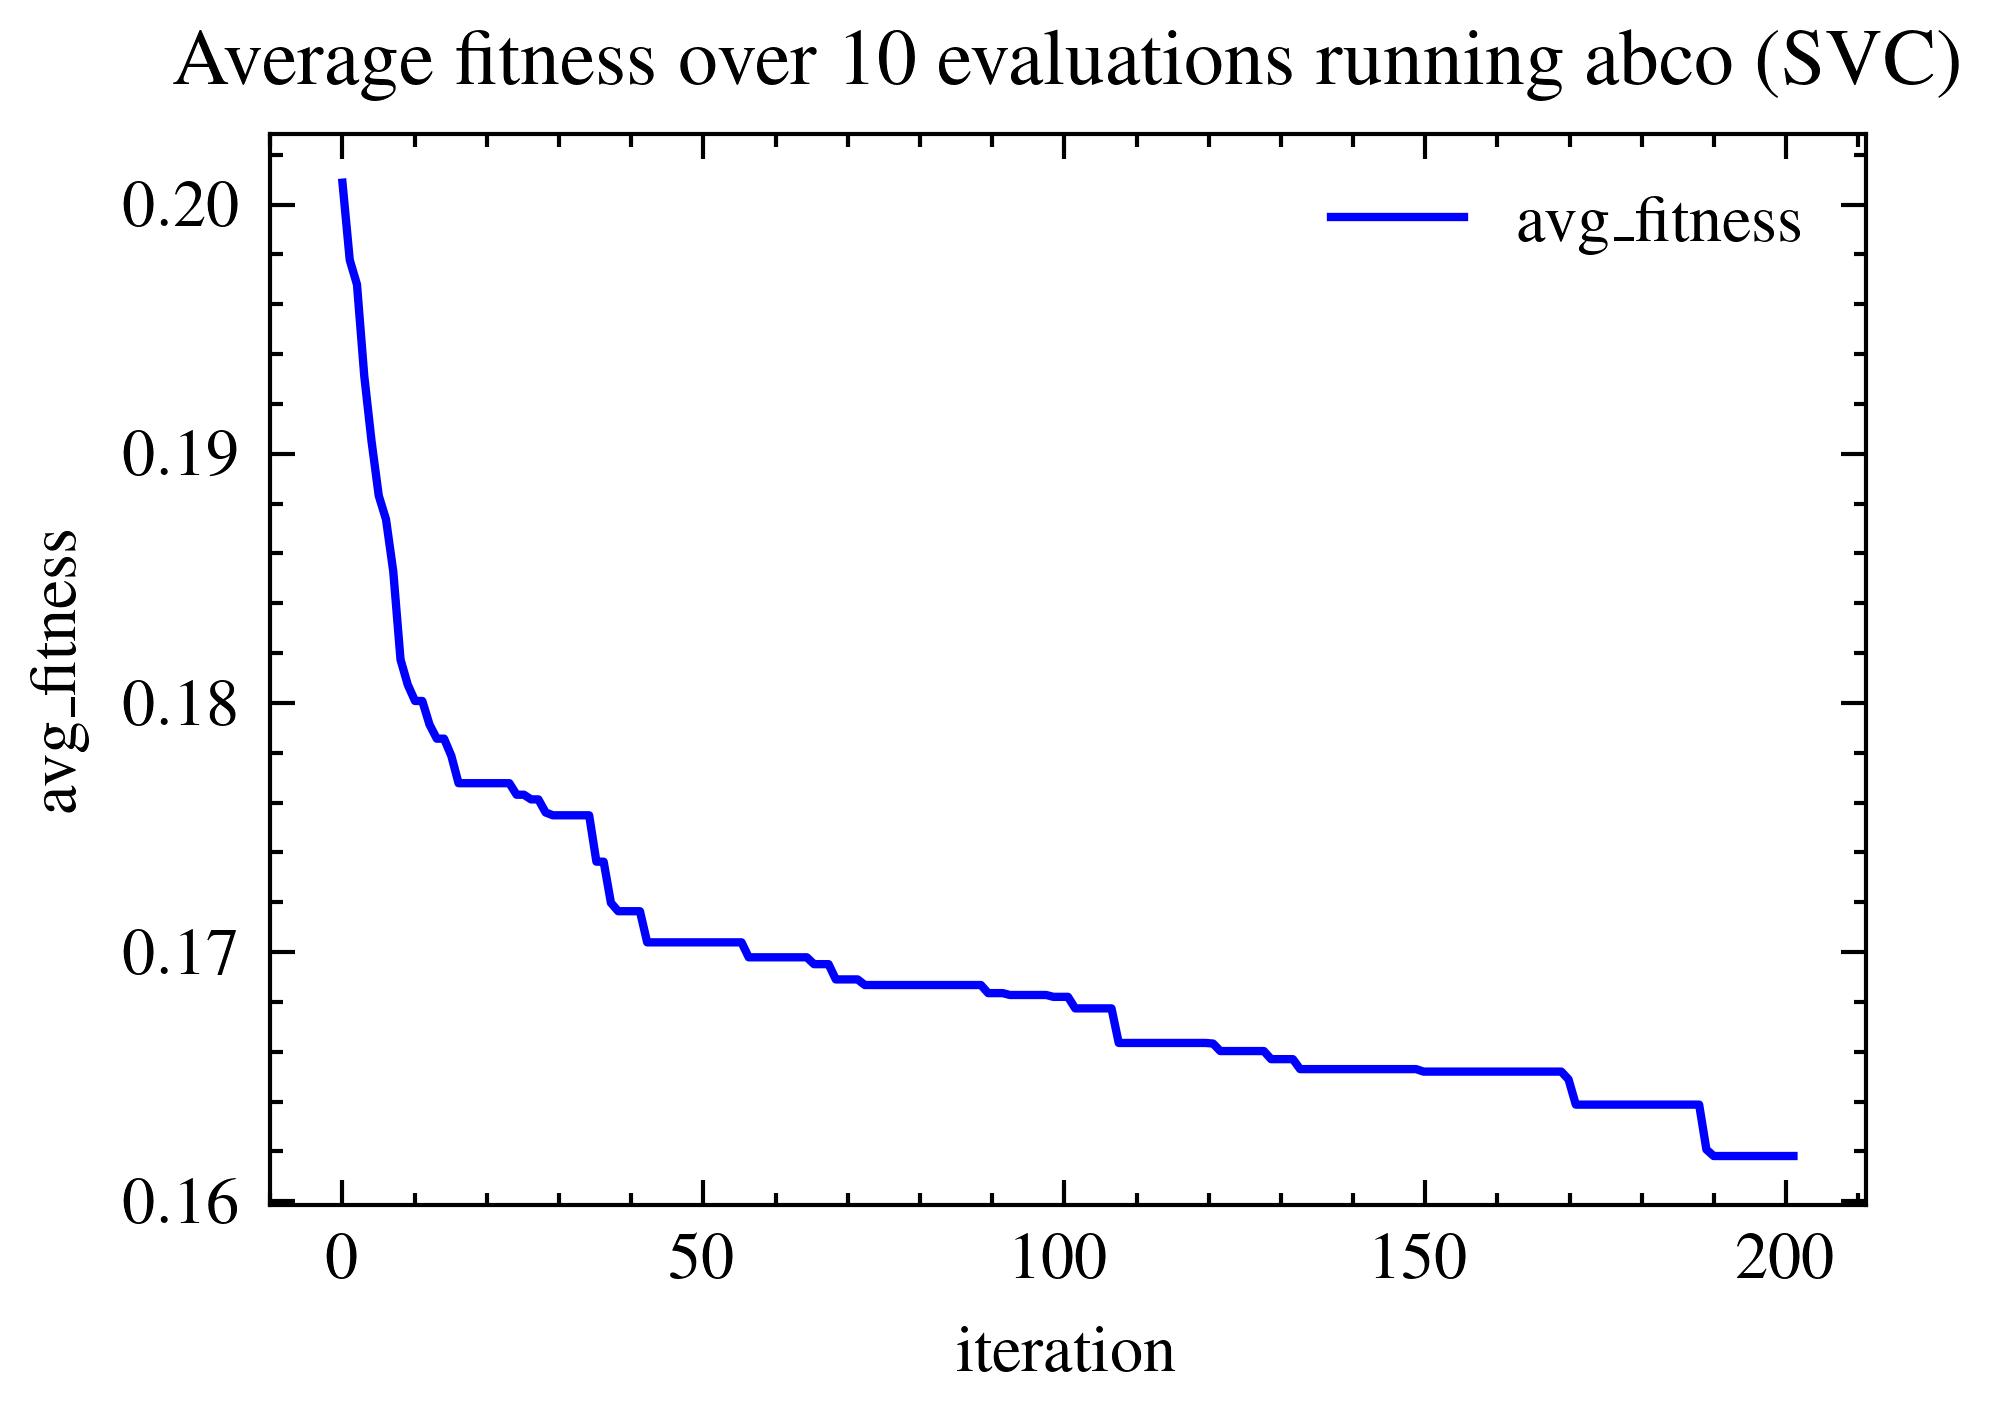 Average fitness over 10 evaluations running abco (SVC)
avg_fitness
0.20
0.19
0.18
0.17
0.16
avg_fitness
0 50 100 150 200
iteration